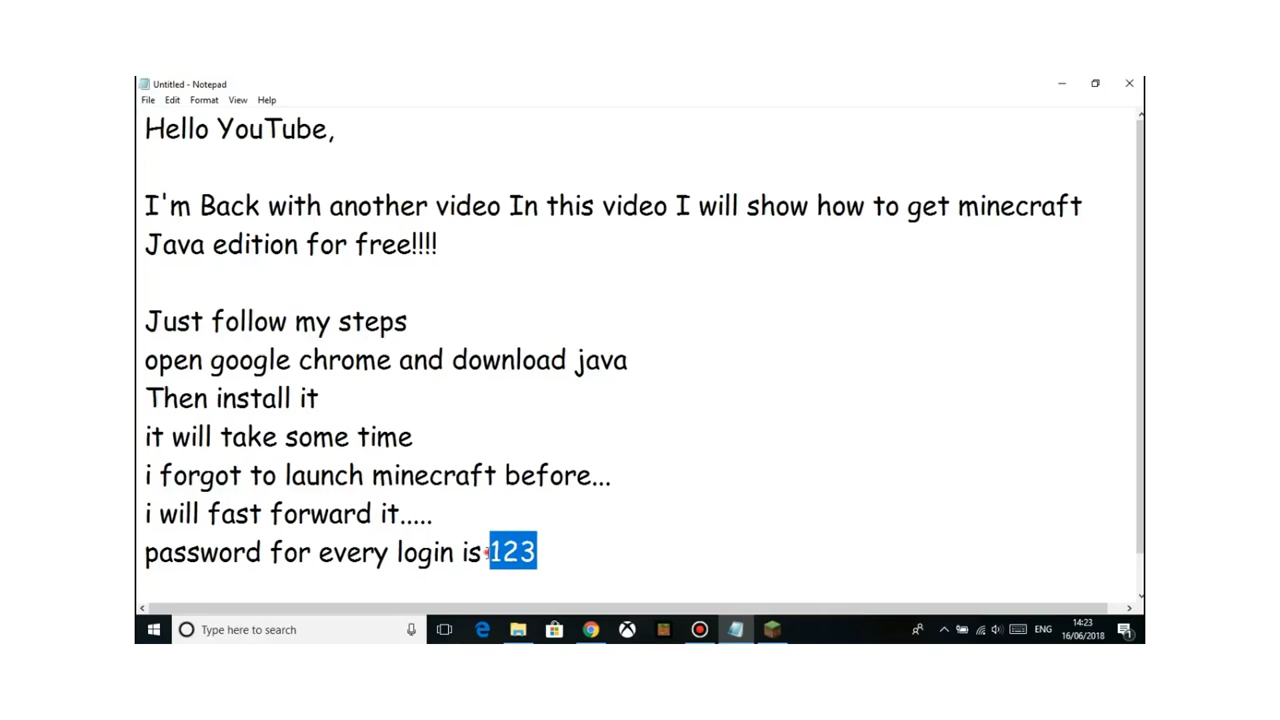 Untitled - Notepad
File Edit Format View Help
Hello YouTube,
I'm Back with another video In this video I will show how to get minecraft
Java edition for free!!!!
Just follow my steps
open google chrome and download java
Then install it
it will take some time
i forgot to launch minecraft before...
i will fast forward it.....
password for every login is 123
Type here to search
ENG
14:23
16/06/2018
1